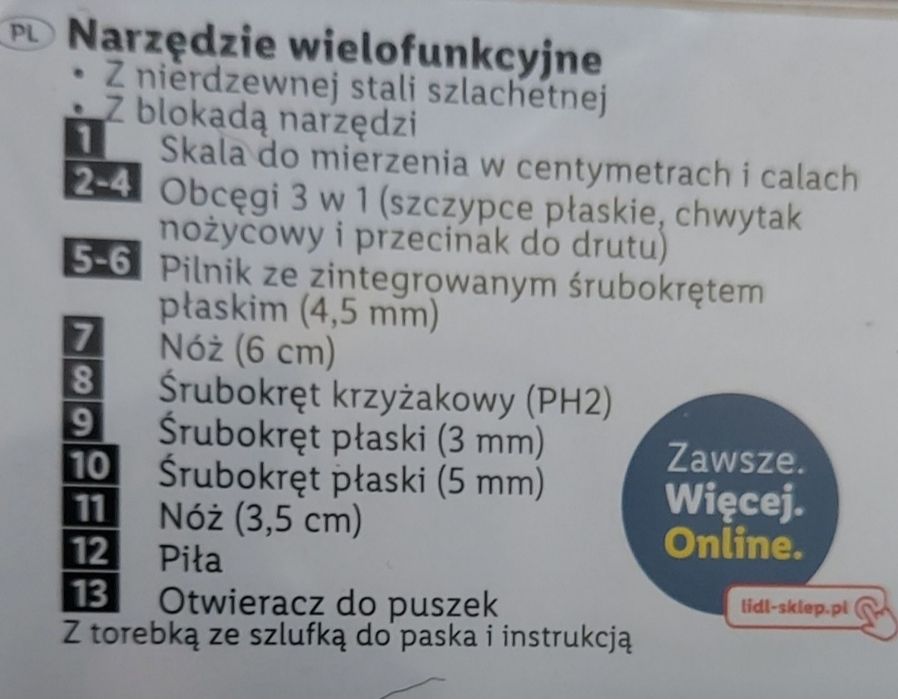 PL Narzędzie wielofunkcyjne
• Z nierdzewnej stali szlachetnej
• Z blokadą narzędzi
1 Skala do mierzenia w centymetrach i calach
2-4 Obcęgi 3 w 1 (szczypce płaskie, chwytak
nożycowy i przecinak do drutu)
5-6 Pilnik ze zintegrowanym śrubokrętem
płaskim (4,5 mm)
7 Nóż (6 cm)
8 Śrubokręt krzyżakowy (PH2)
9 Śrubokręt płaski (3 mm)
10 Śrubokręt płaski (5 mm)
11 Nóż (3,5 cm)
12 Piła
13 Otwieracz do puszek
Z torebką ze szlufką do paska i instrukcją
Zawsze.
Więcej.
Online.
lidl-sklep.pl